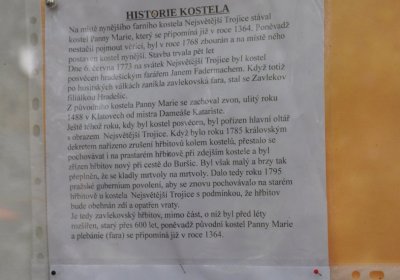 HISTORIE KOSTELA
Na místě nynějšího farního kostela Nejsvětější Trojice stával
kostel Panny Marie, který se připomíná již v roce 1364. Poněvadž
nestačil pojmout věřící, byl v roce 1768 zbourán a na místě něho
postaven kostel nynější. Stavba trvala pět let
Dne 6. června 1773 na svátek Nejsvětější Trojice byl kostel
posvěcen hradešickým farářem Janem Fadermachem. Když totiž
po husitských válkách zanikla zavlekovská fara, stal se Zavlekov
filiálkou Hradešic.
Z původního kostela Panny Marie se zachoval zvon, ulitý roku
1488 v Klatovech od mistra Dameáše Katariste.
Ještě téhož roku, kdy byl kostel posvěcen, byl pořízen hlavní oltář
s obrazem Nejsvětější Trojice. Když bylo roku 1785 královským
dekretem nařízeno zrušení hřbitovů kolem kostelů, přestalo se
pochovávat i na prastarém hřbitově při zdejším kostele a byl
zřízen hřbitov nový při cestě do Buršic. Byl však malý a brzy tak
přeplněn, že se kladly mrtvoly na mrtvoly. Dalo tedy roku 1795
pražské gubernium povolení, aby se znovu pochovávalo na starém
hřbitově u kostela Nejsvětější Trojice s podmínkou, že hřbitov
bude ohrazen zdí a opatřen vraty.
Je tedy zavlekovský hřbitov, mimo část, o niž byl před léty
rozšířen, starý přes 600 let, poněvadž původní kostel Panny Marie
a plebánie (fara) se připomíná již v roce 1364.